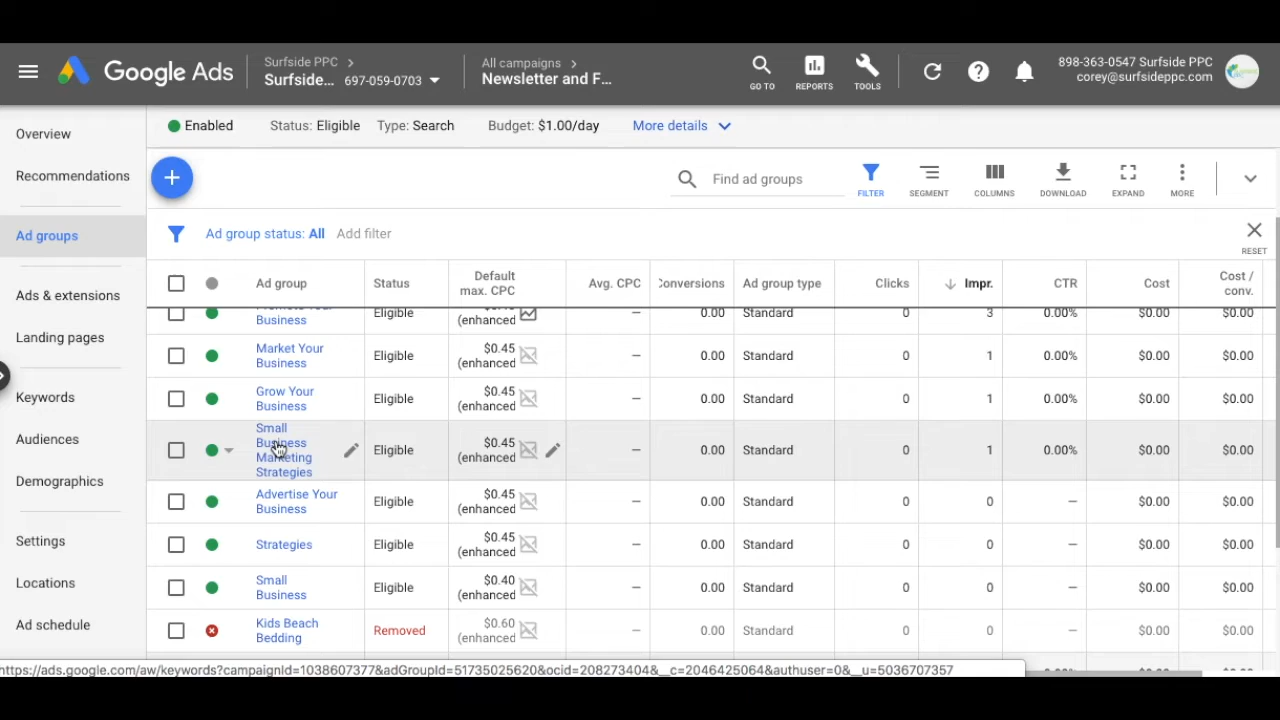 Google Ads
Surfside PPC >
Surfside... 697-059-0703
All campaigns >
Newsletter and F...
GO TO
REPORTS
TOOLS
898-363-0547 Surfside PPC
corey@surfsideppc.com
Overview
Recommendations
Ad groups
Ads & extensions
Landing pages
Keywords
Audiences
Demographics
Settings
Locations
Ad schedule
Enabled Status: Eligible Type: Search Budget: $1.00/day More details
Find ad groups
FILTER
SEGMENT
COLUMNS
DOWNLOAD
EXPAND
MORE
Ad group status: All Add filter
RESET
Ad group Status Default max. CPC Avg. CPC Conversions Ad group type Clicks Impr. CTR Cost Cost / conv.
Business Eligible (enhanced — 0.00 Standard 0 3 0.00% $0.00 $0.00
Market Your Business Eligible $0.45 (enhanced — 0.00 Standard 0 1 0.00% $0.00 $0.00
Grow Your Business Eligible $0.45 (enhanced — 0.00 Standard 0 1 0.00% $0.00 $0.00
Small Business Marketing Strategies Eligible $0.45 (enhanced — 0.00 Standard 0 1 0.00% $0.00 $0.00
Advertise Your Business Eligible $0.45 (enhanced — 0.00 Standard 0 0 — $0.00 $0.00
Strategies Eligible $0.45 (enhanced — 0.00 Standard 0 0 — $0.00 $0.00
Small Business Eligible $0.40 (enhanced — 0.00 Standard 0 0 — $0.00 $0.00
Kids Beach Bedding Removed $0.60 (enhanced — 0.00 Standard 0 0 — $0.00 $0.00
https://ads.google.com/aw/keywords?campaignId=1038607377&adGroupId=51735025620&ocid=208273404&__c=2046425064&authuser=0&__u=5036707357